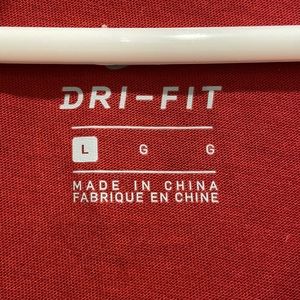 DRI-FIT
L G G
MADE IN CHINA
FABRIQUE EN CHINE